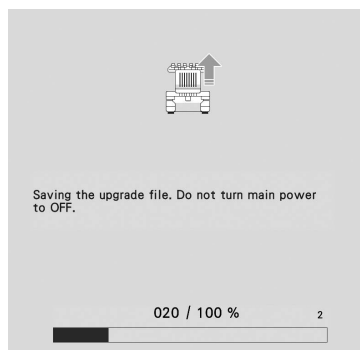 Saving the upgrade file. Do not turn main power
to OFF.
020 / 100 %
2